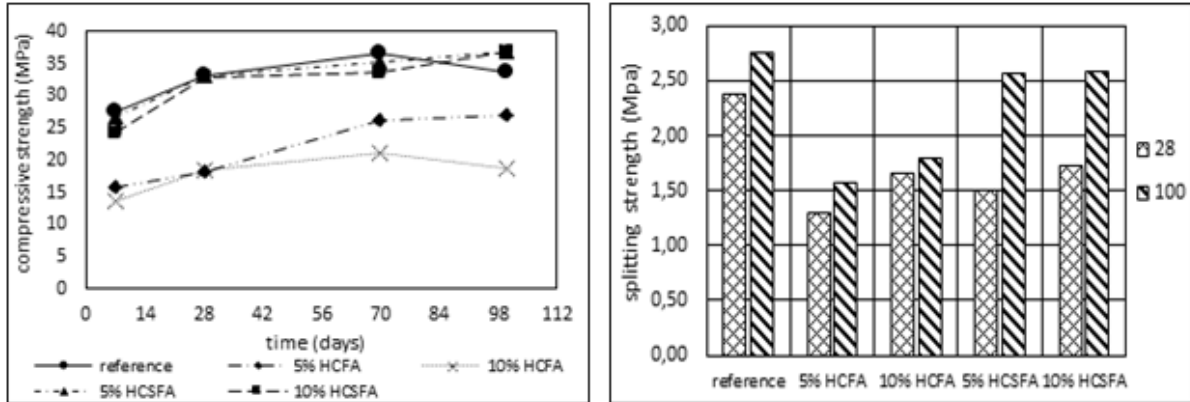 40
35
30
25
20
15
10
5
0
compressive strength (MPa)
0 14 28 42 56 70 84 98 112
time (days)
reference 5% HCFA 10% HCFA
5% HCSFA 10% HCSFA
3,00
2,50
2,00
1,50
1,00
0,50
0,00
splitting strength (Mpa)
reference 5% HCFA 10% HCFA 5% HCSFA 10% HCSFA
28
100